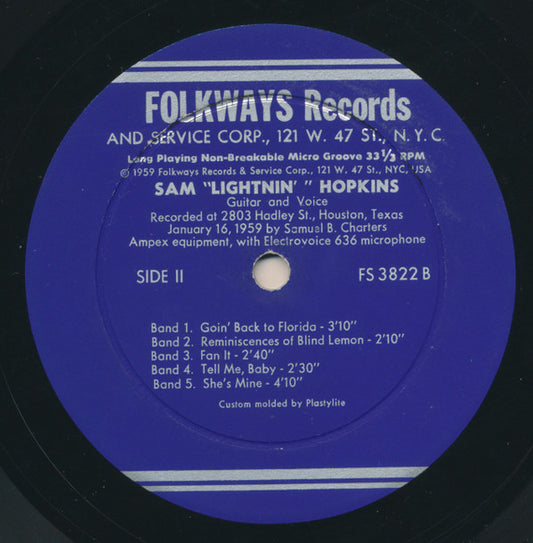 FOLKWAYS Records
AND SERVICE CORP., 121 W. 47 ST., N.Y.C.
Long Playing Non-Breakable Micro Groove 33 1/3 RPM
© 1959 Folkways Records & Service Corp., 121 W. 47 St., NYC, USA
SAM "LIGHTNIN' " HOPKINS
Guitar and Voice
Recorded at 2803 Hadley St., Houston, Texas
January 16, 1959 by Samuel B. Charters
Ampex equipment, with Electrovoice 636 microphone
SIDE II FS 3822 B
Band 1. Goin' Back to Florida - 3'10"
Band 2. Reminiscences of Blind Lemon - 2'10"
Band 3. Fan It - 2'40"
Band 4. Tell Me, Baby - 2'30"
Band 5. She's Mine - 4'10"
Custom molded by Plastylite